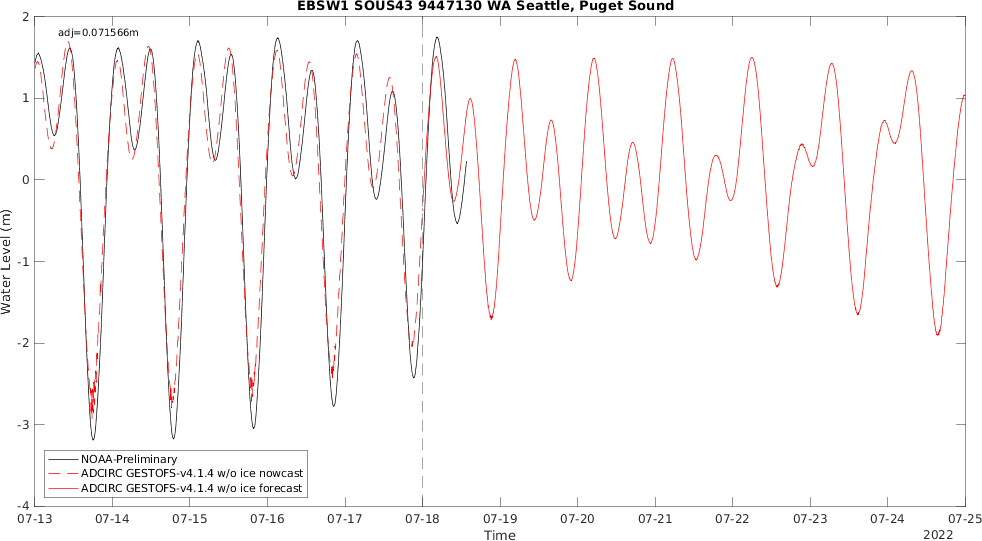 EBSW1 SOUS43 9447130 WA Seattle, Puget Sound
adj=0.071566m
2
1
0
-1
-2
-3
-4
Water Level (m)
NOAA-Preliminary
ADCIRC GESTOFS-v4.1.4 w/o ice nowcast
ADCIRC GESTOFS-v4.1.4 w/o ice forecast
07-13 07-14 07-15 07-16 07-17 07-18 07-19 07-20 07-21 07-22 07-23 07-24 07-25
Time
2022